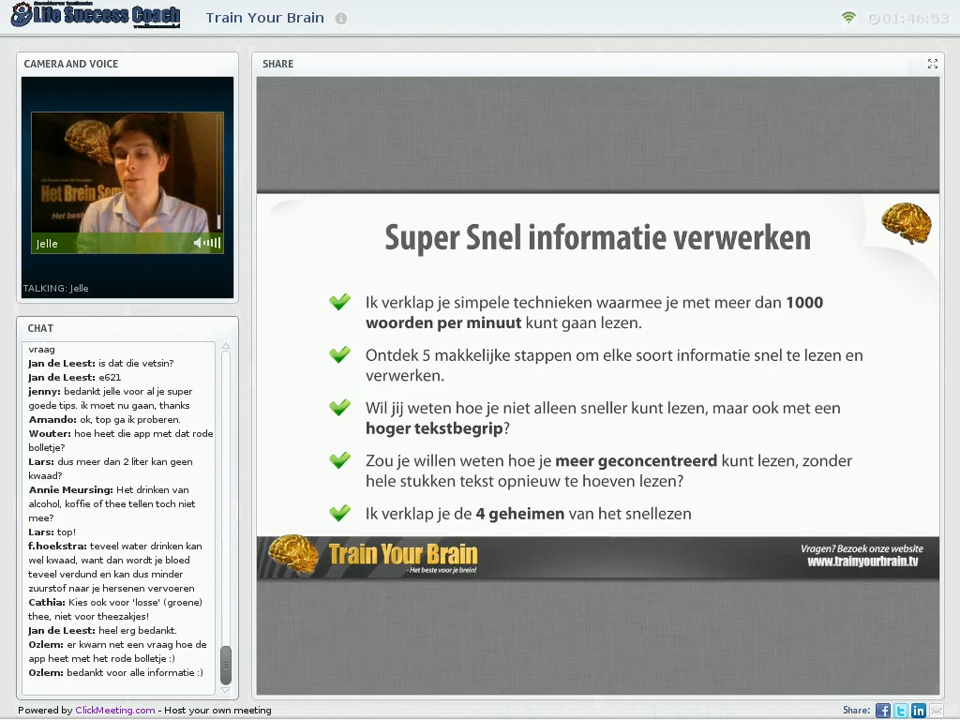 Life Success Coach
Train Your Brain
01:46:53
CAMERA AND VOICE
Het Brein
Het best
Jelle
TALKING: Jelle
CHAT
vraag
Jan de Leest: is dat die vetsin?
Jan de Leest: e621
jenny: bedankt jelle voor al je super
goede tips. ik moet nu gaan, thanks
Amando: ok, top ga ik proberen.
Wouter: hoe heet die app met dat rode
bolletje?
Lars: dus meer dan 2 liter kan geen
kwaad?
Annie Meursing: Het drinken van
alcohol, koffie of thee tellen toch niet
mee?
Lars: top!
f.hoekstra: teveel water drinken kan
wel kwaad, want dan wordt je bloed
teveel verdund en kan dus minder
zuurstof naar je hersenen vervoeren
Cathia: Kies ook voor 'losse' (groene)
thee, niet voor theezakjes!
Jan de Leest: heel erg bedankt.
Ozlem: er kwam net een vraag hoe de
app heet met het rode bolletje :)
Ozlem: bedankt voor alle informatie :)
SHARE
Super Snel informatie verwerken
Ik verklap je simpele technieken waarmee je met meer dan 1000
woorden per minuut kunt gaan lezen.
Ontdek 5 makkelijke stappen om elke soort informatie snel te lezen en
verwerken.
Wil jij weten hoe je niet alleen sneller kunt lezen, maar ook met een
hoger tekstbegrip?
Zou je willen weten hoe je meer geconcentreerd kunt lezen, zonder
hele stukken tekst opnieuw te hoeven lezen?
Ik verklap je de 4 geheimen van het snellezen
Train Your Brain
- Het beste voor je brein!
Vragen? Bezoek onze website
www.trainyourbrain.tv
Powered by ClickMeeting.com - Host your own meeting
Share: